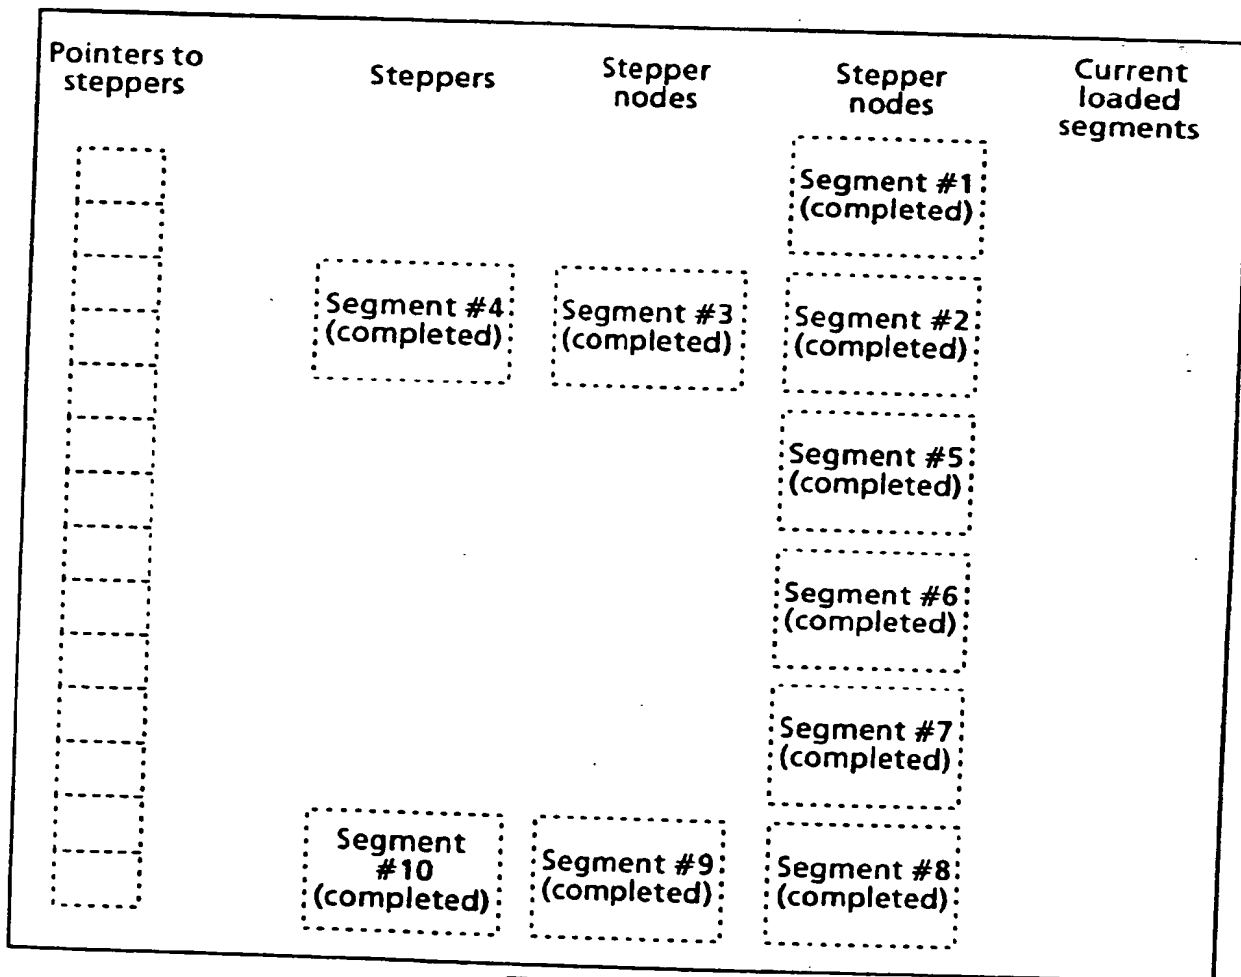 Pointers to
steppers
Steppers
Stepper
nodes
Stepper
nodes
Current
loaded
segments
Segment #1
(completed)
Segment #4
(completed)
Segment #3
(completed)
Segment #2
(completed)
Segment #5
(completed)
Segment #6
(completed)
Segment #7
(completed)
Segment
#10
(completed)
Segment #9
(completed)
Segment #8
(completed)